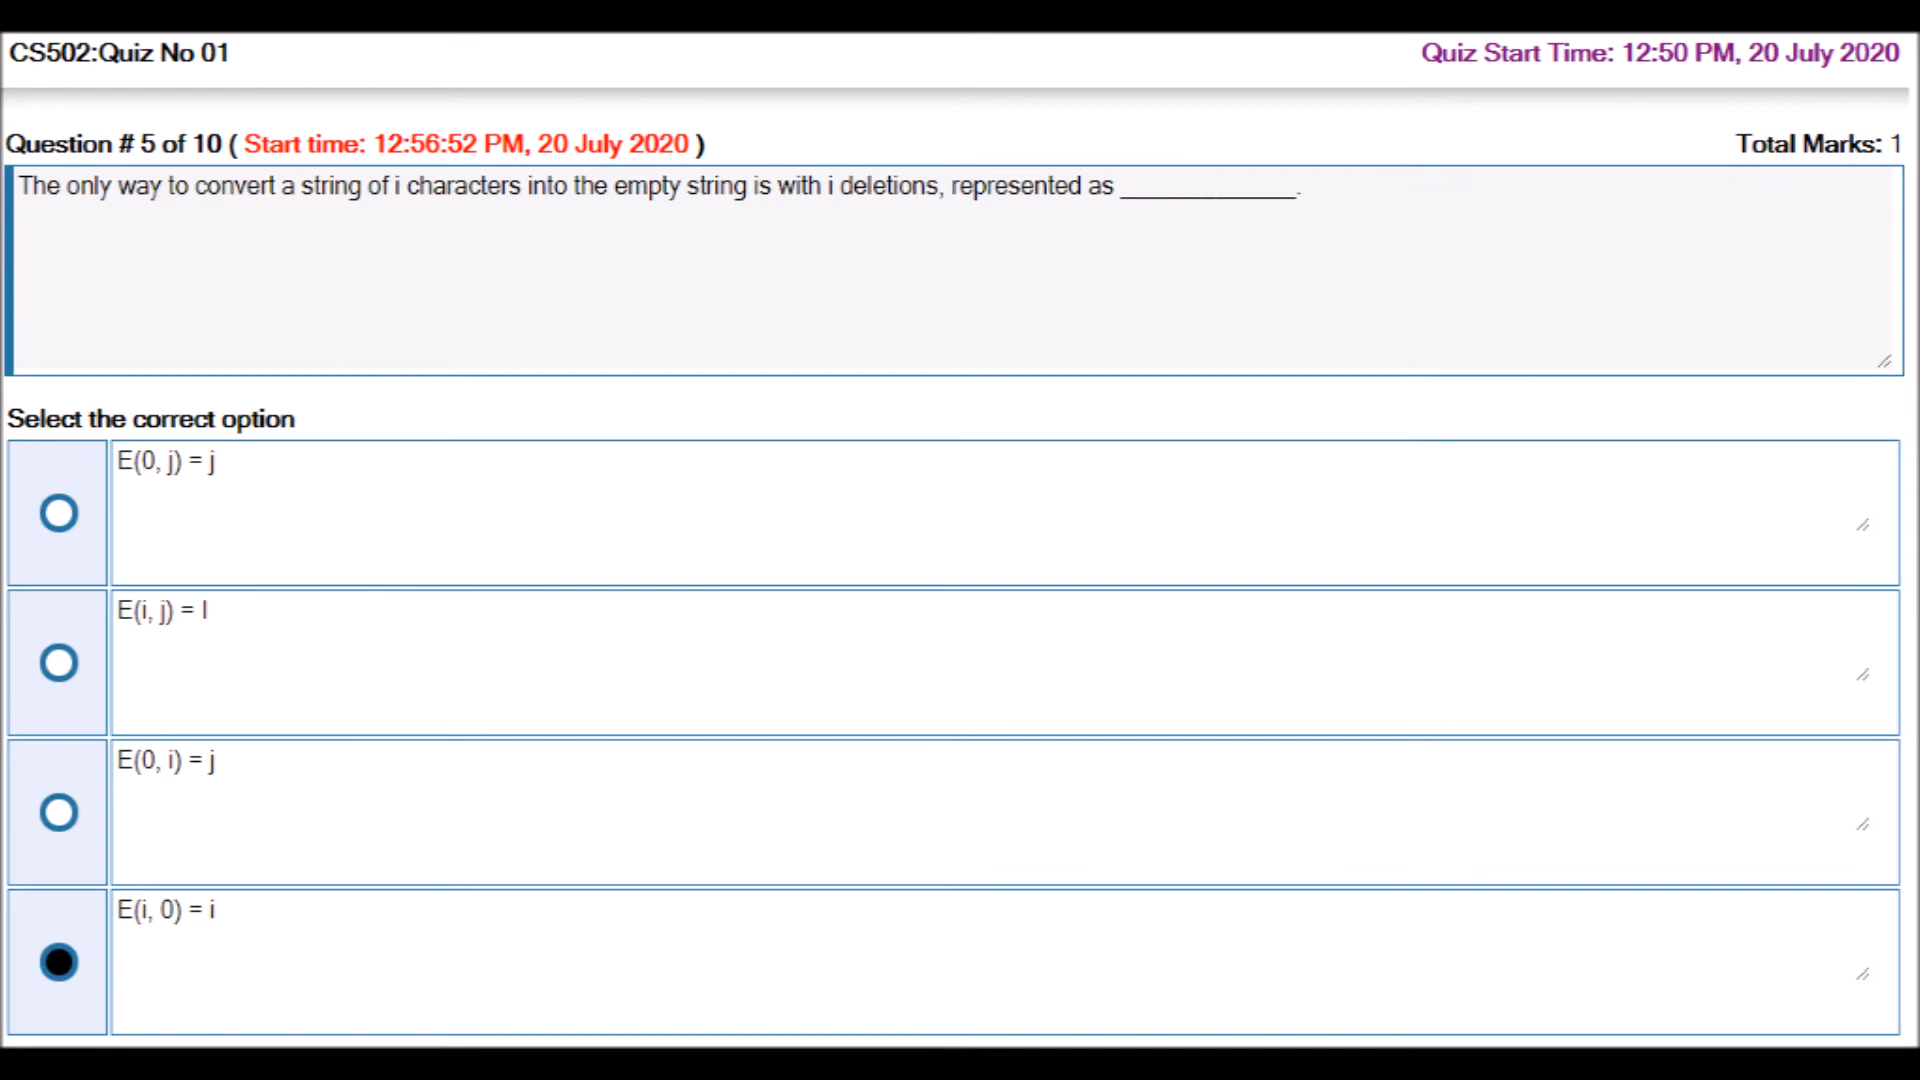 CS502:Quiz No 01
Quiz Start Time: 12:50 PM, 20 July 2020
Question # 5 of 10 ( Start time: 12:56:52 PM, 20 July 2020 )
Total Marks: 1
The only way to convert a string of i characters into the empty string is with i deletions, represented as _____________.
Select the correct option
E(0, j) = j
E(i, j) = l
E(0, i) = j
E(i, 0) = i